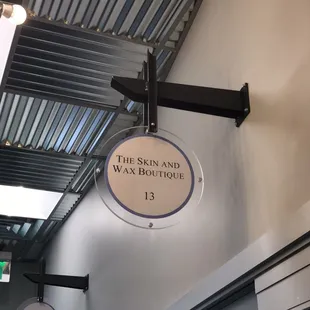 THE SKIN AND
WAX BOUTIQUE
13